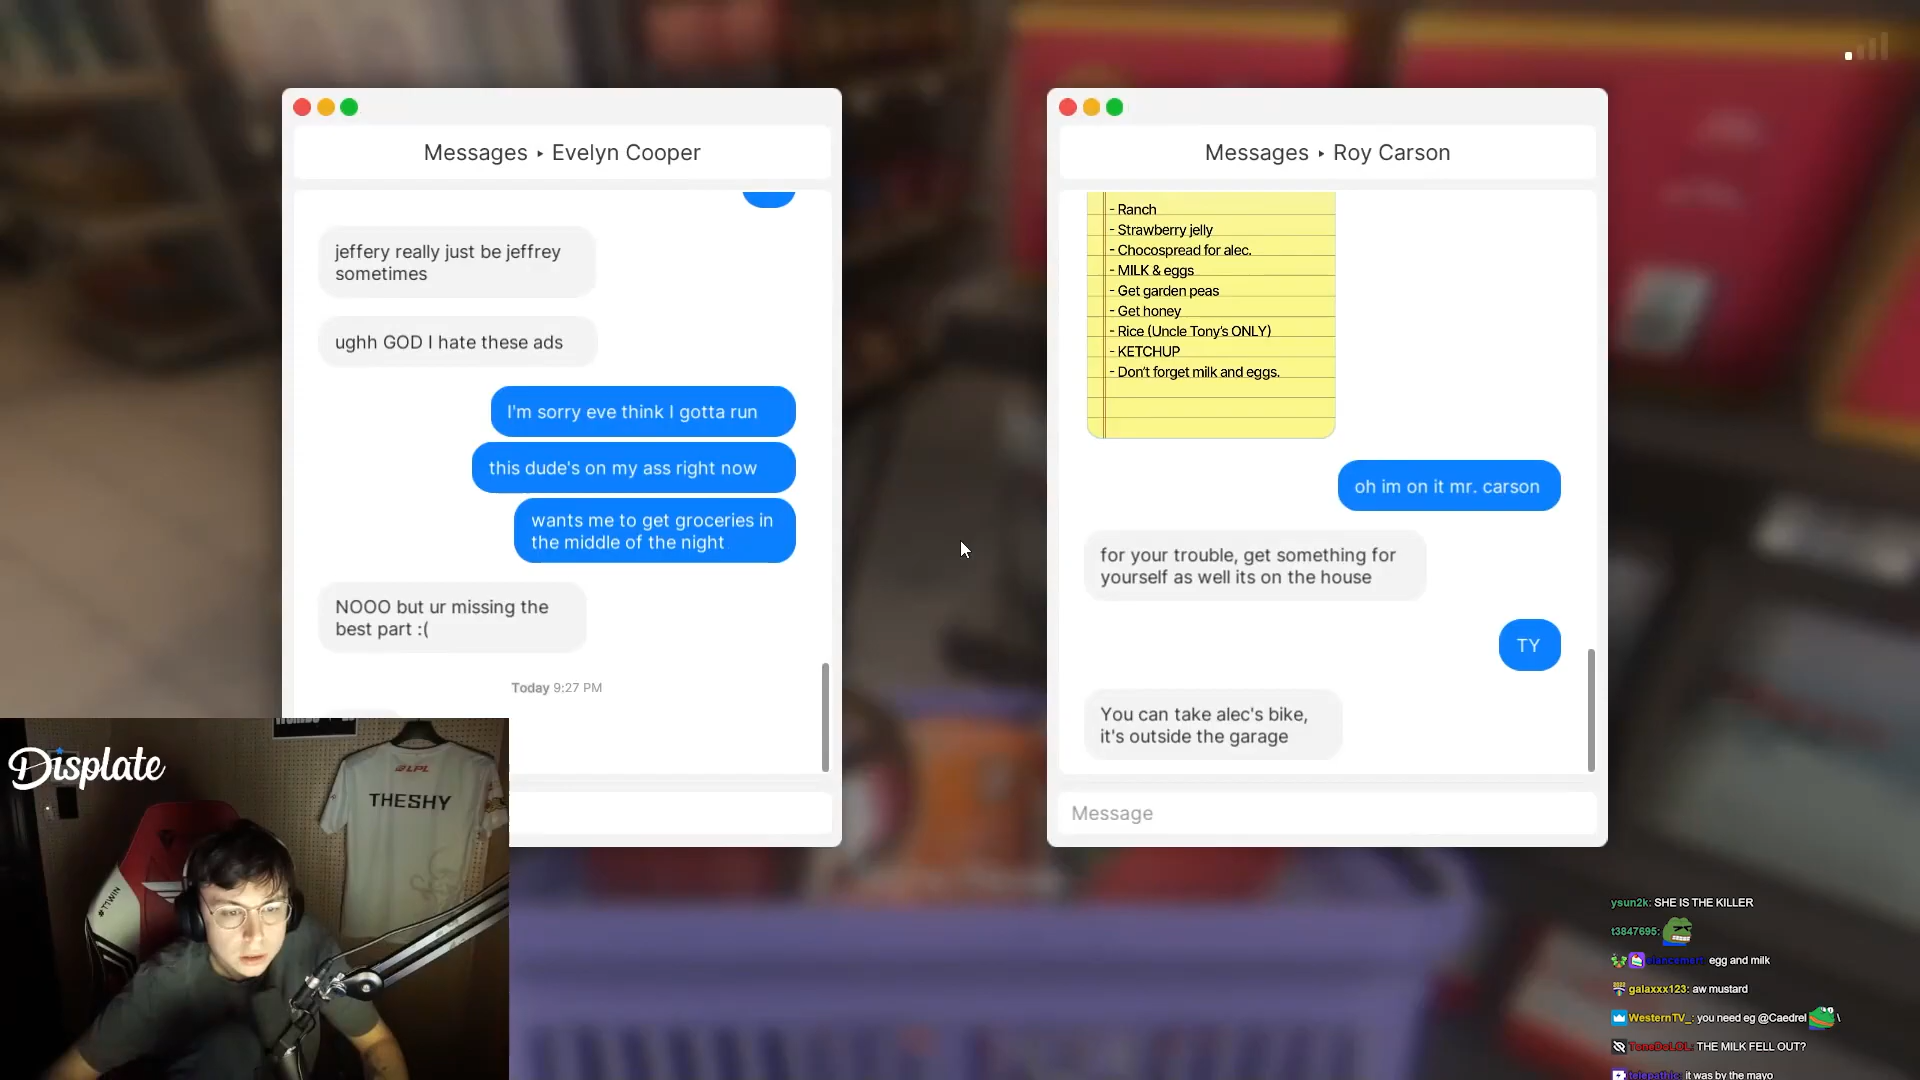 Messages ▸ Evelyn Cooper
jeffery really just be jeffrey
sometimes
ughh GOD I hate these ads
I'm sorry eve think I gotta run
this dude's on my ass right now
wants me to get groceries in
the middle of the night
NOOO but ur missing the
best part :(
Today 9:27 PM
Messages ▸ Roy Carson
- Ranch
- Strawberry jelly
- Chocospread for alec.
- MILK & eggs
- Get garden peas
- Get honey
- Rice (Uncle Tony's ONLY)
- KETCHUP
- Don't forget milk and eggs.
oh im on it mr. carson
for your trouble, get something for
yourself as well its on the house
TY
You can take alec's bike,
it's outside the garage
Message
Displate
LPL
THESHY
#T1WIN
ysun2k: SHE IS THE KILLER
t3847695:
egg and milk
galaxxx123: aw mustard
WesternTV_: you need eg @Caedrel \
THE MILK FELL OUT?
telepathic: it was by the mayo